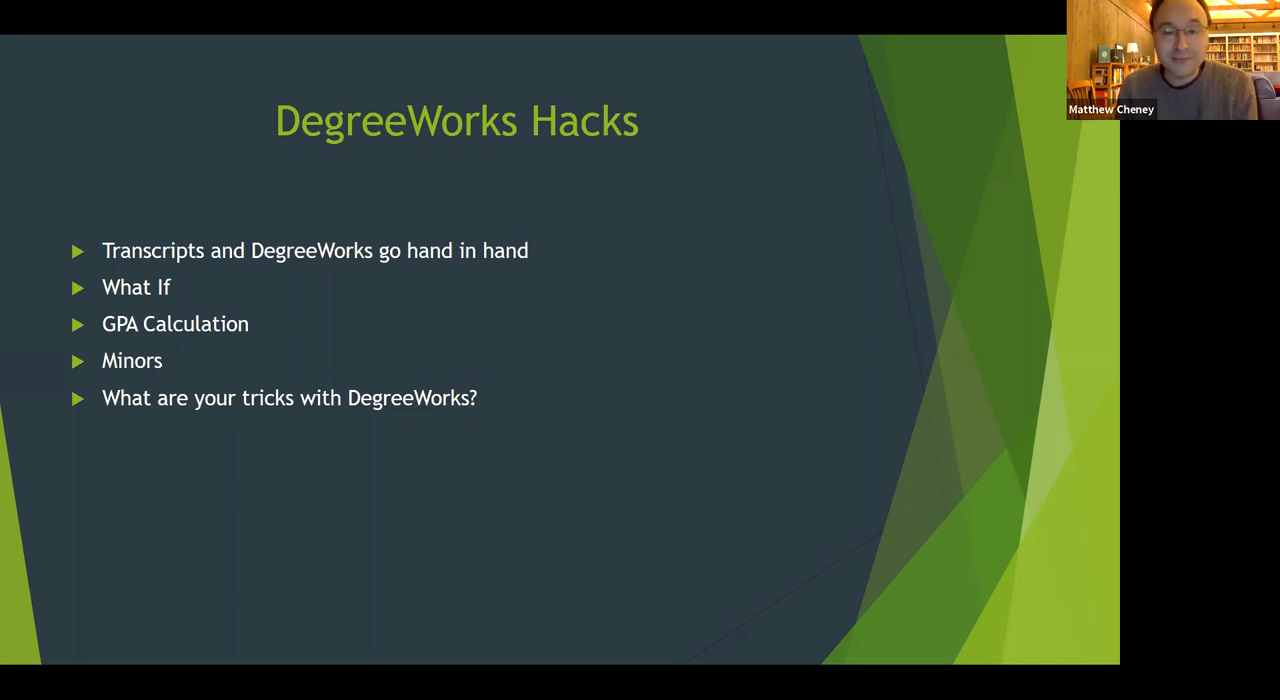 DegreeWorks Hacks
Transcripts and DegreeWorks go hand in hand
What If
GPA Calculation
Minors
What are your tricks with DegreeWorks?
Matthew Cheney